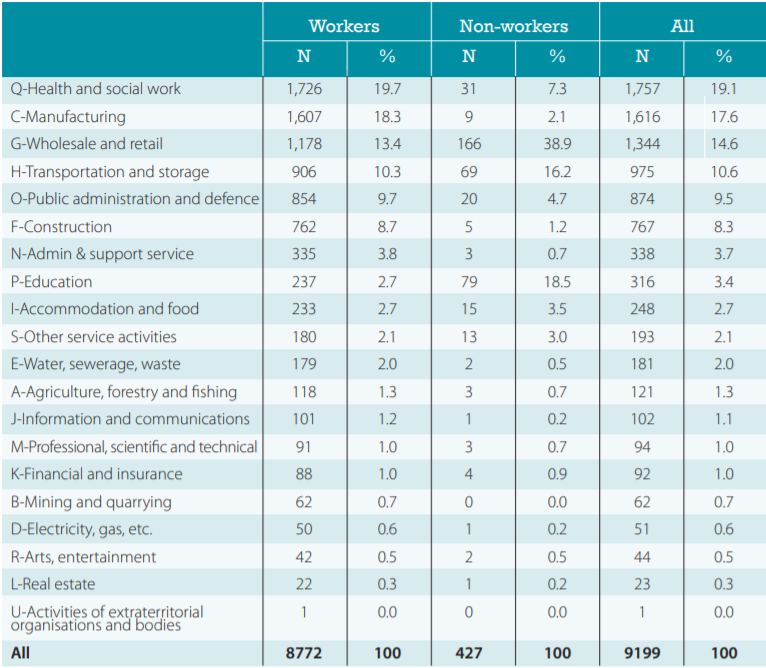 Workers Non-workers All
N % N % N %
Q-Health and social work 1,726 19.7 31 7.3 1,757 19.1
C-Manufacturing 1,607 18.3 9 2.1 1,616 17.6
G-Wholesale and retail 1,178 13.4 166 38.9 1,344 14.6
H-Transportation and storage 906 10.3 69 16.2 975 10.6
O-Public administration and defence 854 9.7 20 4.7 874 9.5
F-Construction 762 8.7 5 1.2 767 8.3
N-Admin & support service 335 3.8 3 0.7 338 3.7
P-Education 237 2.7 79 18.5 316 3.4
I-Accommodation and food 233 2.7 15 3.5 248 2.7
S-Other service activities 180 2.1 13 3.0 193 2.1
E-Water, sewerage, waste 179 2.0 2 0.5 181 2.0
A-Agriculture, forestry and fishing 118 1.3 3 0.7 121 1.3
J-Information and communications 101 1.2 1 0.2 102 1.1
M-Professional, scientific and technical 91 1.0 3 0.7 94 1.0
K-Financial and insurance 88 1.0 4 0.9 92 1.0
B-Mining and quarrying 62 0.7 0 0.0 62 0.7
D-Electricity, gas, etc. 50 0.6 1 0.2 51 0.6
R-Arts, entertainment 42 0.5 2 0.5 44 0.5
L-Real estate 22 0.3 1 0.2 23 0.3
U-Activities of extraterritorial
organisations and bodies 1 0.0 0 0.0 1 0.0
All 8772 100 427 100 9199 100